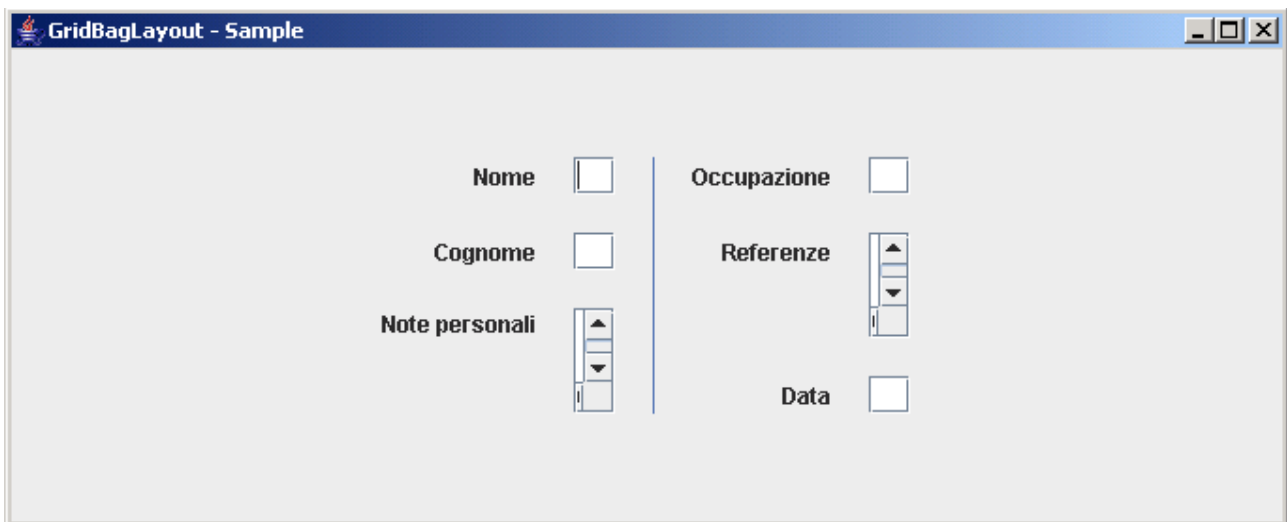 GridBagLayout - Sample
Nome
Occupazione
Cognome
Referenze
Note personali
Data